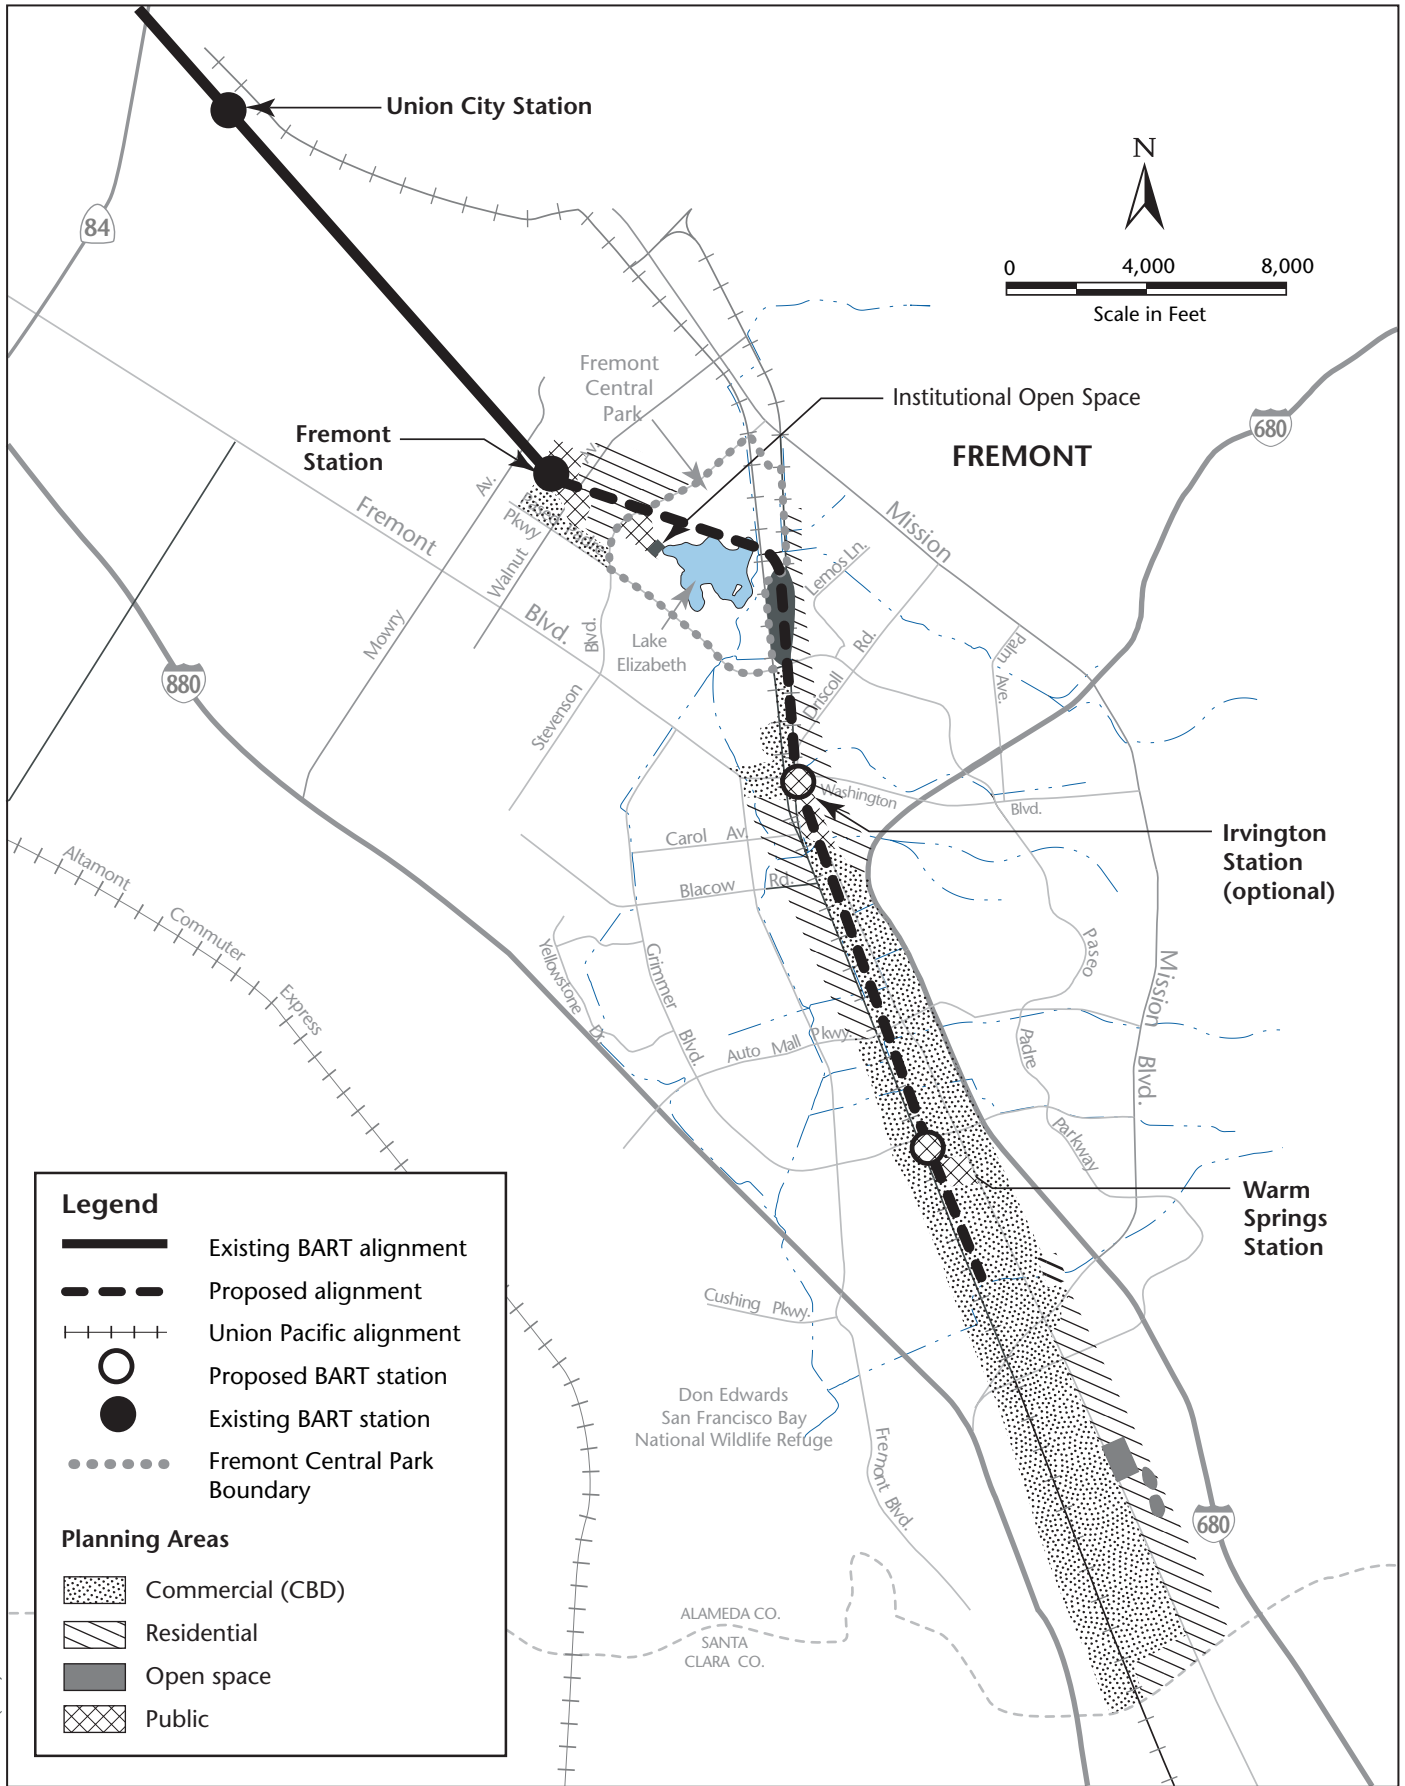 Union City Station
N
84
0 4,000 8,000
Scale in Feet
Fremont
Central
Park
Institutional Open Space
680
Fremont
Station
FREMONT
Av.
Av.
Fremont
Pkwy
Mission
Walnut
Lemos Ln.
Blvd.
Mowry
Blvd.
Lake
Elizabeth
Rd.
Palm
Ave.
880
Driscoll
Stevenson
Washington
Blvd.
Carol Av.
Irvington
Station
(optional)
Altamont
Blacow Rd.
Commuter
Paseo
Yellowstone
Grimmer
Mission
Express
Dr.
Blvd.
Auto Mall Pkwy.
Padre
Blvd.
Parkway
Warm
Springs
Station
Legend
Existing BART alignment
Proposed alignment
Union Pacific alignment
Proposed BART station
Existing BART station
Fremont Central Park
Boundary
Planning Areas
Commercial (CBD)
Residential
Open space
Public
Cushing Pkwy.
Don Edwards
San Francisco Bay
National Wildlife Refuge
Fremont Blvd.
680
ALAMEDA CO.
SANTA
CLARA CO.